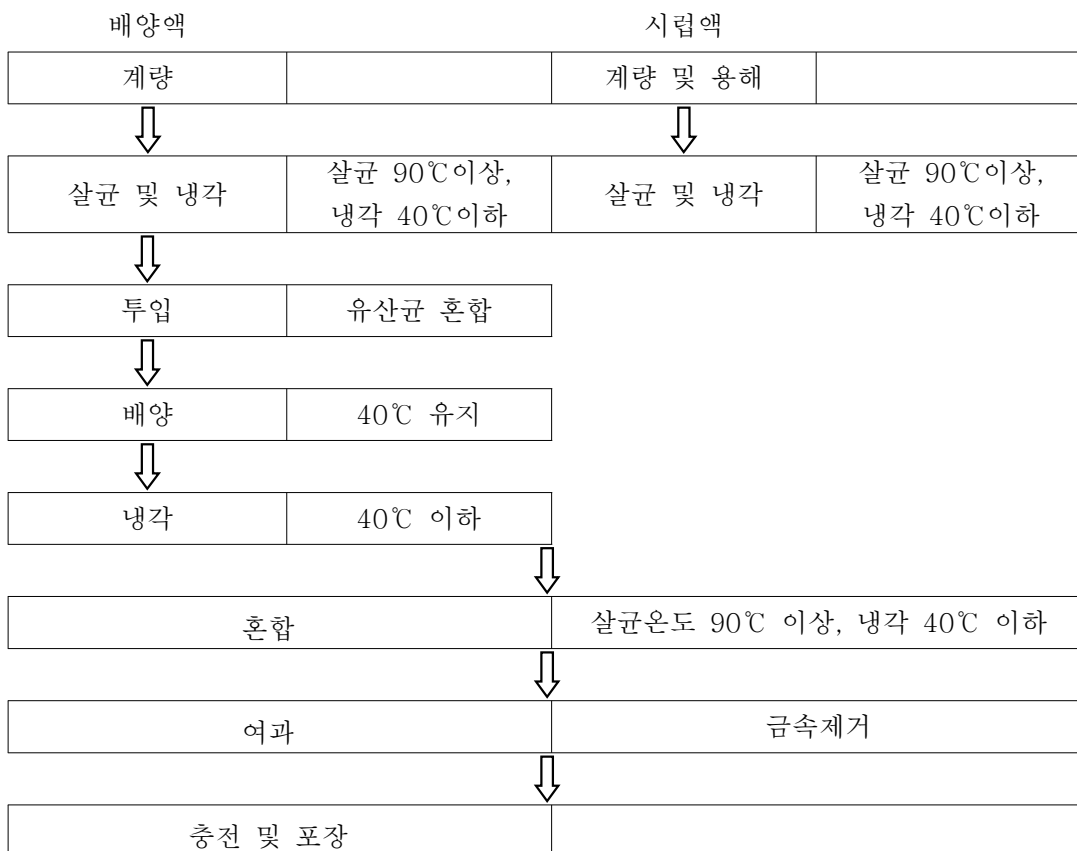 배양액 시럽액
계량 계량 및 용해
살균 및 냉각 살균 90℃이상, 냉각 40℃이하 살균 및 냉각 살균 90℃이상, 냉각 40℃이하
투입 유산균 혼합
배양 40℃ 유지
냉각 40℃ 이하
혼합 살균온도 90℃ 이상, 냉각 40℃ 이하
여과 금속제거
충전 및 포장